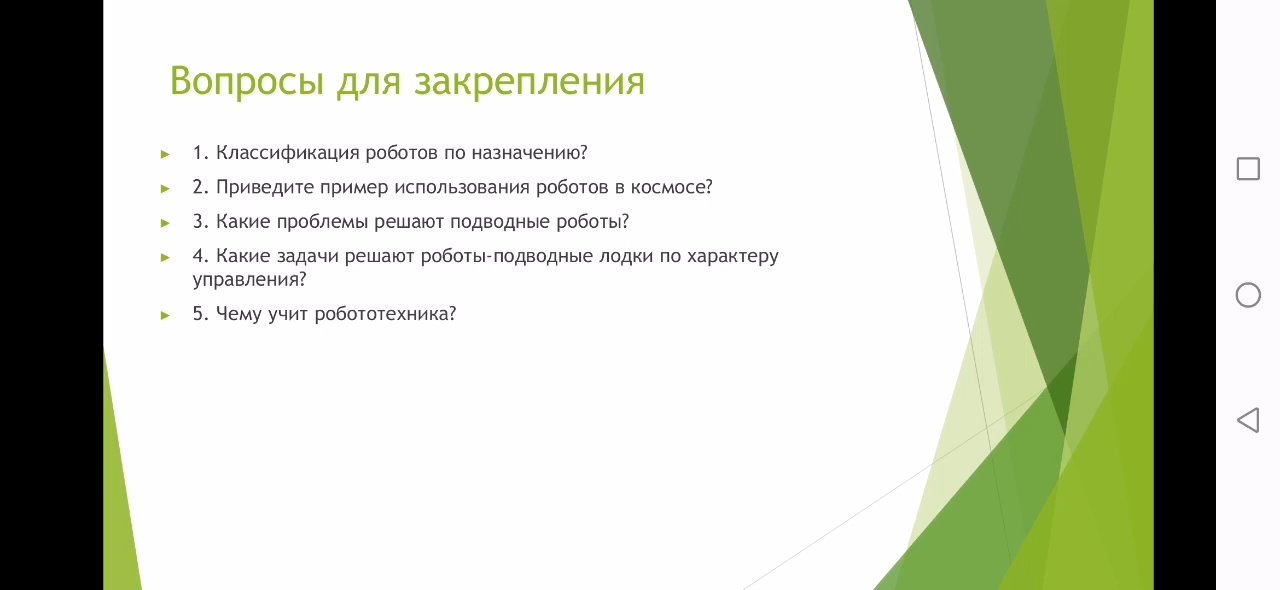 Вопросы для закрепления
1. Классификация роботов по назначению?
2. Приведите пример использования роботов в космосе?
3. Какие проблемы решают подводные роботы?
4. Какие задачи решают роботы-подводные лодки по характеру
управления?
5. Чему учит робототехника?